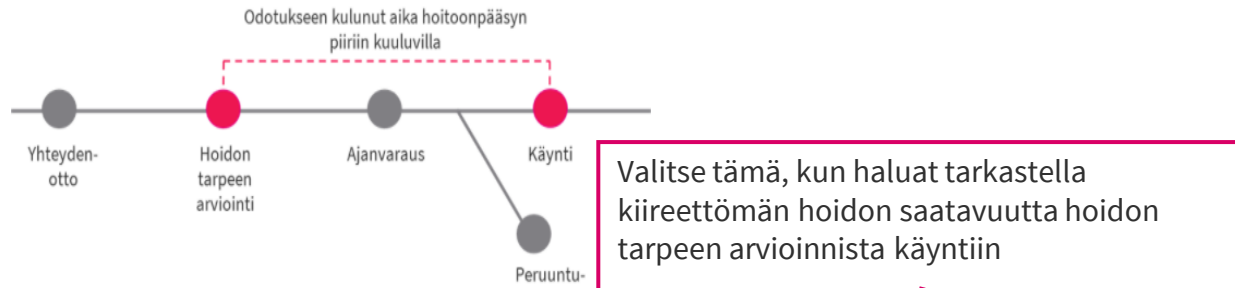 Odotukseen kulunut aika hoitoonpääsyn
piiriin kuuluvilla
Yhteyden-
otto
Hoidon
tarpeen
arviointi
Ajanvaraus
Käynti
Peruuntu-
Valitse tämä, kun haluat tarkastella
kiireettömän hoidon saatavuutta hoidon
tarpeen arvioinnista käyntiin